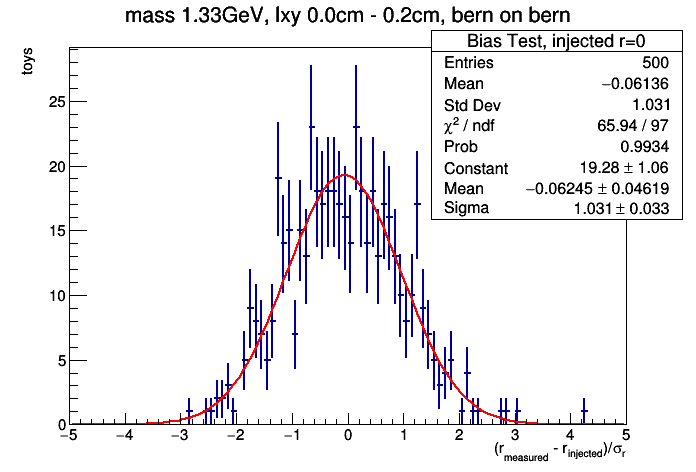 mass 1.33GeV, lxy 0.0cm - 0.2cm, bern on bern
toys
Bias Test, injected r=0
Entries 500
Mean −0.06136
Std Dev 1.031
χ² / ndf 65.94 / 97
Prob 0.9934
Constant 19.28 ± 1.06
Mean −0.06245 ± 0.04619
Sigma 1.031 ± 0.033
25
20
15
10
5
0
−5 −4 −3 −2 −1 0 1 2 3 4 5
(r_measured - r_injected)/σ_r